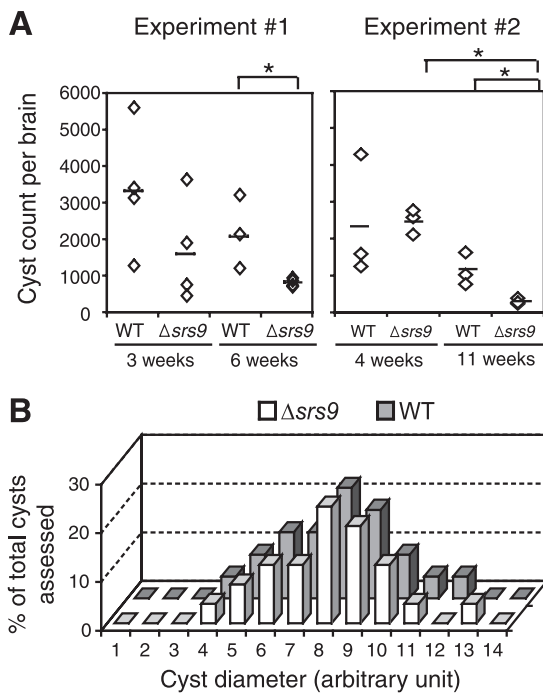 A
Experiment #1 Experiment #2
* *
*
Cyst count per brain
6000
5000
4000
3000
2000
1000
0
WT Δsrs9 WT Δsrs9 WT Δsrs9 WT Δsrs9
3 weeks 6 weeks 4 weeks 11 weeks
B
Δsrs9 WT
% of total cysts
assessed
30
20
10
0
1 2 3 4 5 6 7 8 9 10 11 12 13 14
Cyst diameter (arbitrary unit)